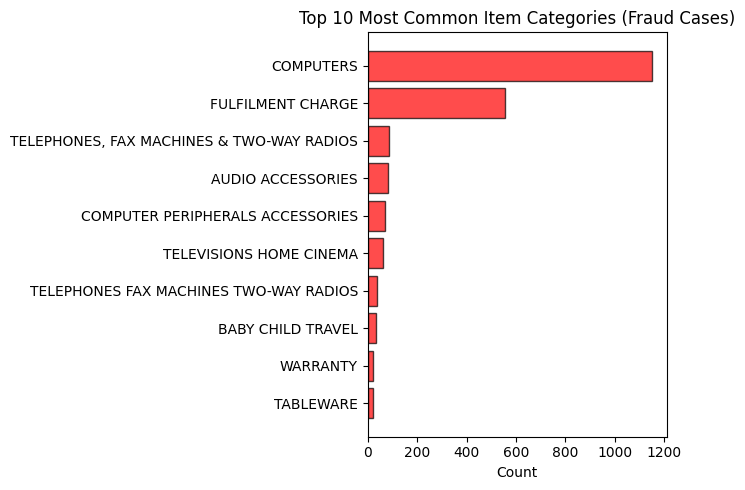 Top 10 Most Common Item Categories (Fraud Cases)
COMPUTERS
FULFILMENT CHARGE
TELEPHONES, FAX MACHINES & TWO-WAY RADIOS
AUDIO ACCESSORIES
COMPUTER PERIPHERALS ACCESSORIES
TELEVISIONS HOME CINEMA
TELEPHONES FAX MACHINES TWO-WAY RADIOS
BABY CHILD TRAVEL
WARRANTY
TABLEWARE
0 200 400 600 800 1000 1200
Count